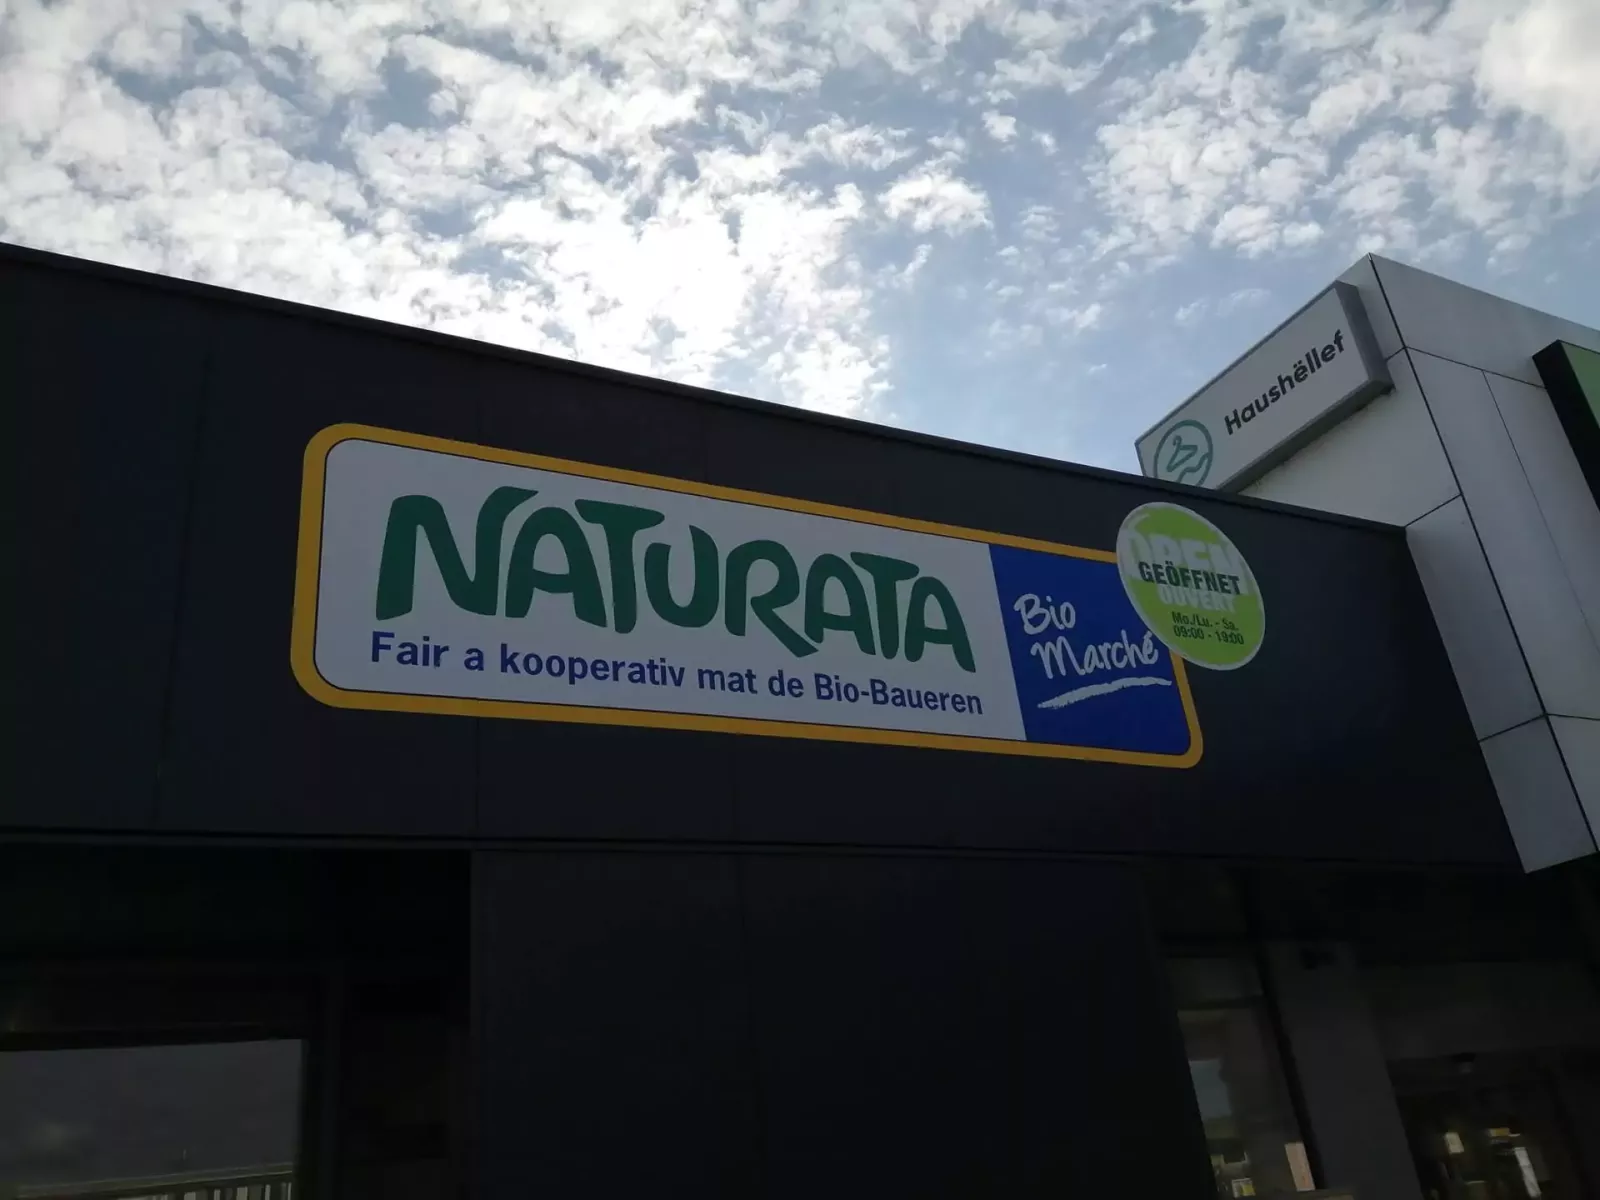 Haushëllef
NATURATA
Fair a kooperativ mat de Bio-Baueren
Bio
Marché
OPEN
GEÖFFNET
OUVERT
Mo./Lu. - Sa.
09:00 - 19:00